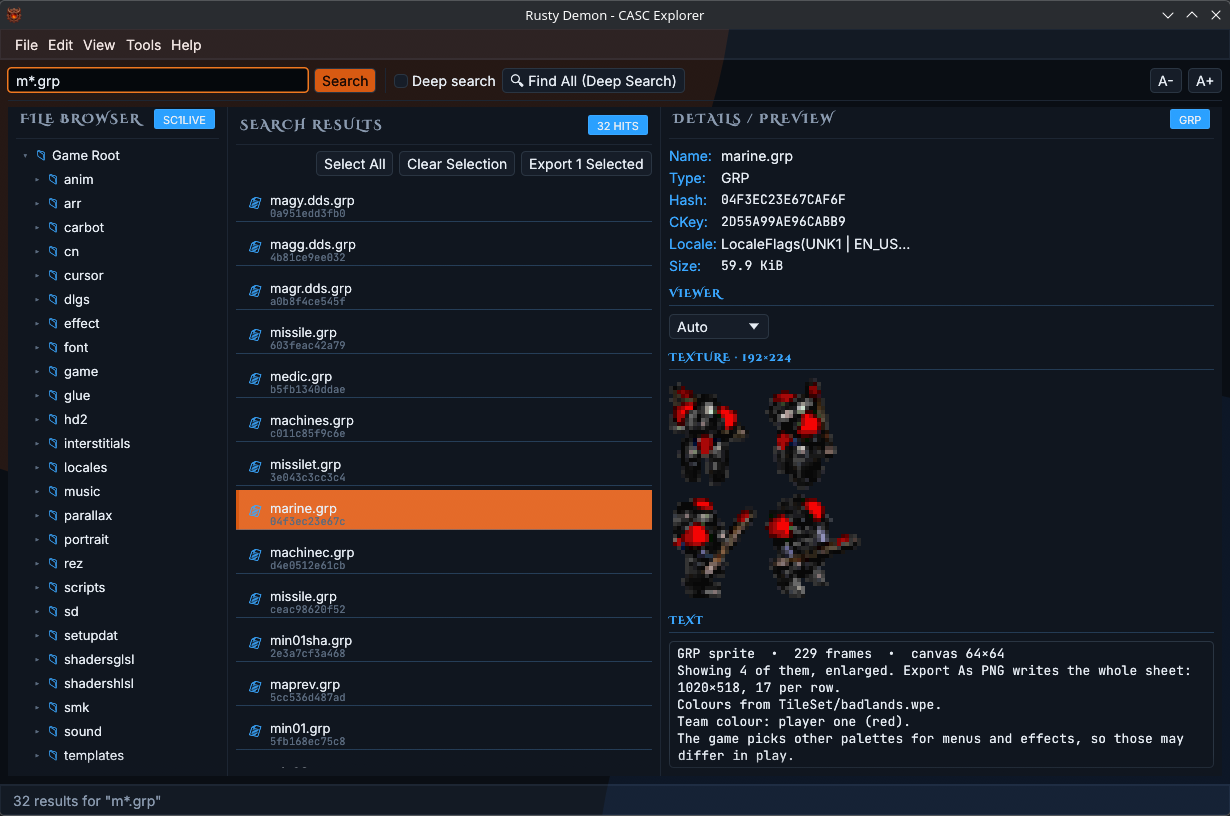 Rusty Demon - CASC Explorer
File Edit View Tools Help
m*.grp Search Deep search Find All (Deep Search) A- A+
FILE BROWSER SC1LIVE
Game Root
anim
arr
carbot
cn
cursor
dlgs
effect
font
game
glue
hd2
interstitials
locales
music
parallax
portrait
rez
scripts
sd
setupdat
shadersglsl
shadershlsl
smk
sound
templates
SEARCH RESULTS 32 HITS
Select All Clear Selection Export 1 Selected
magy.dds.grp
0a951edd3fb0
magg.dds.grp
4b81ce9ee032
magr.dds.grp
a0b8f4ce545f
missile.grp
603feac42a79
medic.grp
b5fb1340ddae
machines.grp
c011c85f9c6e
missilet.grp
3e043c3cc3c4
marine.grp
04f3ec23e67c
machinec.grp
d4e0512e61cb
missile.grp
ceac98620f52
min01sha.grp
2e3a7cf3a468
maprev.grp
5cc536d487ad
min01.grp
5fb168ec75c8
DETAILS / PREVIEW GRP
Name: marine.grp
Type: GRP
Hash: 04F3EC23E67CAF6F
CKey: 2D55A99AE96CABB9
Locale: LocaleFlags(UNK1 | EN_US...
Size: 59.9 KiB
VIEWER
Auto
TEXTURE · 192×224
TEXT
GRP sprite • 229 frames • canvas 64×64
Showing 4 of them, enlarged. Export As PNG writes the whole sheet:
1020×518, 17 per row.
Colours from TileSet/badlands.wpe.
Team colour: player one (red).
The game picks other palettes for menus and effects, so those may
differ in play.
32 results for "m*.grp"